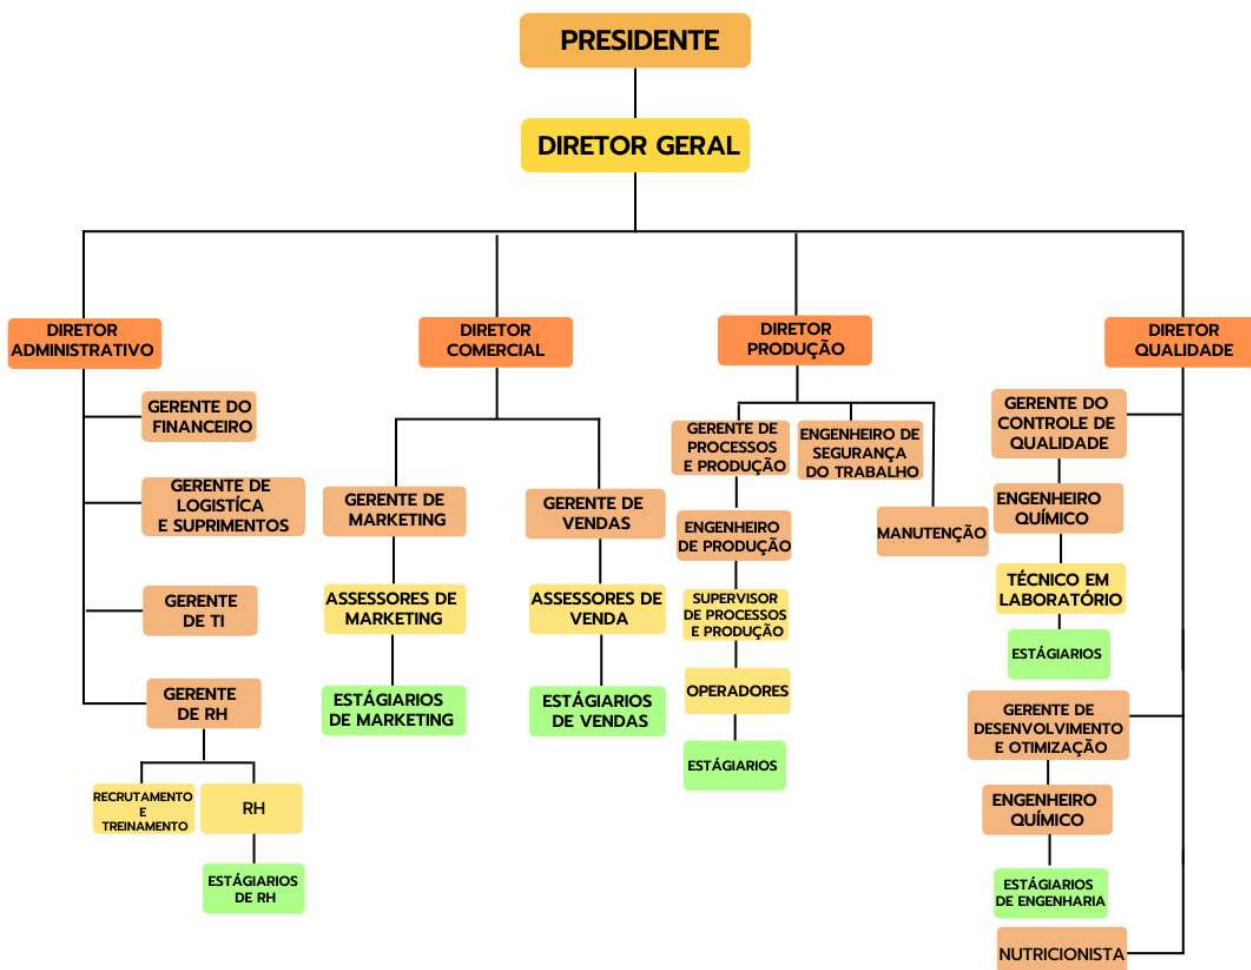 PRESIDENTE
DIRETOR GERAL
DIRETOR
ADMINISTRATIVO
GERENTE DO
FINANCEIRO
GERENTE DE
LOGISTÍCA
E SUPRIMENTOS
GERENTE
DE TI
GERENTE
DE RH
RECRUTAMENTO
E
TREINAMENTO
RH
ESTÁGIARIOS
DE RH
DIRETOR
COMERCIAL
GERENTE DE
MARKETING
ASSESSORES DE
MARKETING
ESTÁGIARIOS
DE MARKETING
GERENTE DE
VENDAS
ASSESSORES DE
VENDA
ESTÁGIARIOS
DE VENDAS
DIRETOR
PRODUÇÃO
GERENTE DE
PROCESSOS
E PRODUÇÃO
ENGENHEIRO
DE PRODUÇÃO
SUPERVISOR
DE PROCESSOS
E PRODUÇÃO
OPERADORES
ESTÁGIARIOS
ENGENHEIRO DE
SEGURANÇA
DO TRABALHO
MANUTENÇÃO
DIRETOR
QUALIDADE
GERENTE DO
CONTROLE DE
QUALIDADE
ENGENHEIRO
QUÍMICO
TÉCNICO EM
LABORATÓRIO
ESTÁGIARIOS
GERENTE DE
DESENVOLVIMENTO
E OTIMIZAÇÃO
ENGENHEIRO
QUÍMICO
ESTÁGIARIOS
DE ENGENHARIA
NUTRICIONISTA